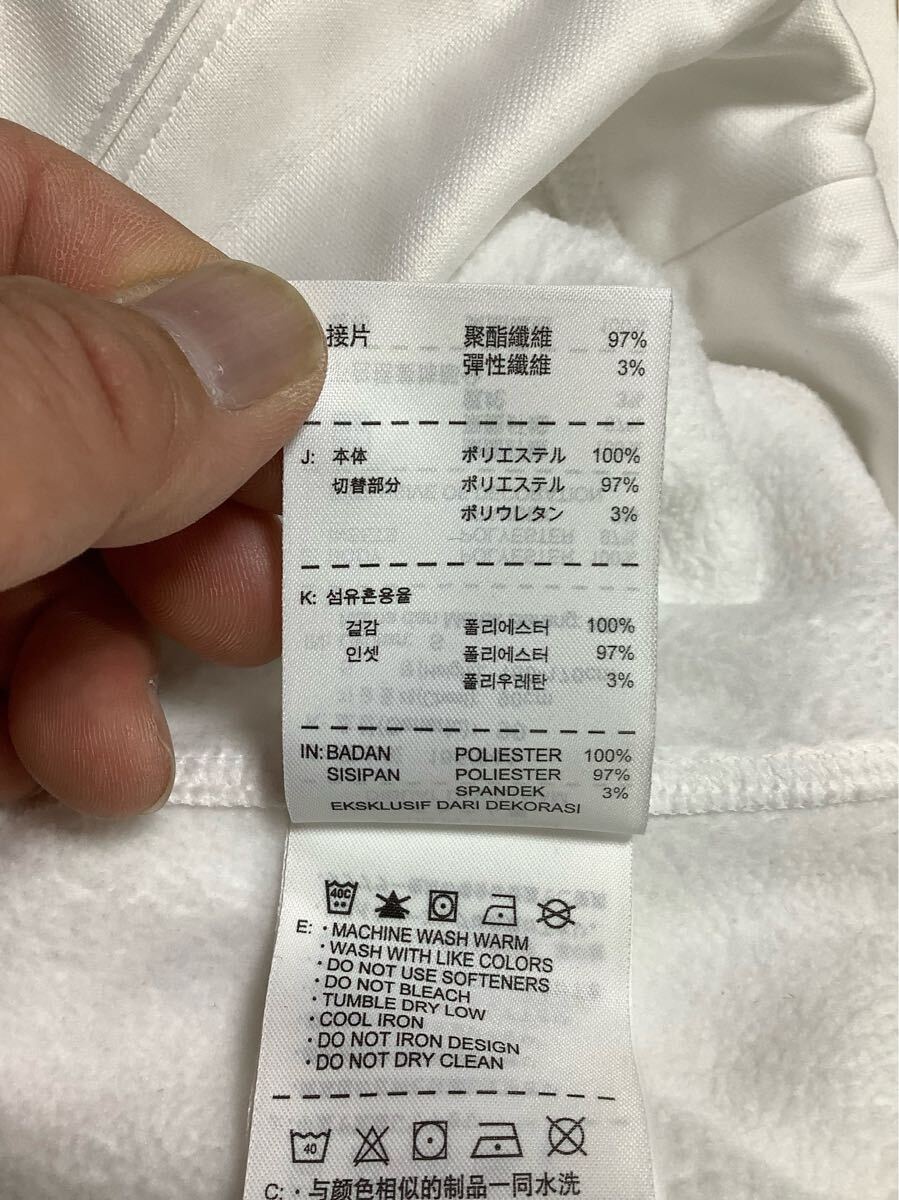 接片 聚酯纖維 97%
彈性纖維 3%
J: 本体 ポリエステル 100%
切替部分 ポリエステル 97%
ポリウレタン 3%
K: 섬유혼용율
겉감 폴리에스터 100%
인셋 폴리에스터 97%
폴리우레탄 3%
IN: BADAN POLIESTER 100%
SISIPAN POLIESTER 97%
SPANDEK 3%
EKSKLUSIF DARI DEKORASI
40C
E: · MACHINE WASH WARM
· WASH WITH LIKE COLORS
· DO NOT USE SOFTENERS
· DO NOT BLEACH
· TUMBLE DRY LOW
· COOL IRON
· DO NOT IRON DESIGN
· DO NOT DRY CLEAN
40
C: · 与颜色相似的制品一同水洗